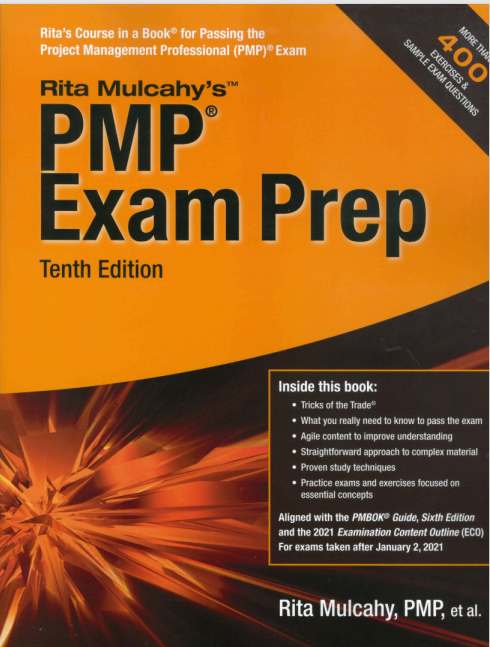 Rita's Course in a Book® for Passing the
Project Management Professional (PMP)® Exam
MORE THAN
400
EXERCISES &
SAMPLE EXAM QUESTIONS
Rita Mulcahy's™
PMP®
Exam Prep
Tenth Edition
Inside this book:
• Tricks of the Trade®
• What you really need to know to pass the exam
• Agile content to improve understanding
• Straightforward approach to complex material
• Proven study techniques
• Practice exams and exercises focused on
essential concepts
Aligned with the PMBOK® Guide, Sixth Edition
and the 2021 Examination Content Outline (ECO)
For exams taken after January 2, 2021
Rita Mulcahy, PMP, et al.